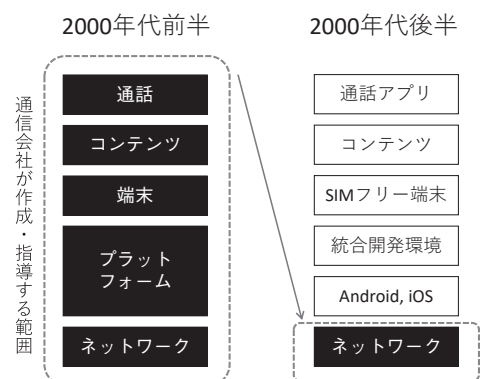 2000年代前半
2000年代後半
通信会社が作成・指導する範囲
通話
コンテンツ
端末
プラット
フォーム
ネットワーク
通話アプリ
コンテンツ
SIMフリー端末
統合開発環境
Android, iOS
ネットワーク